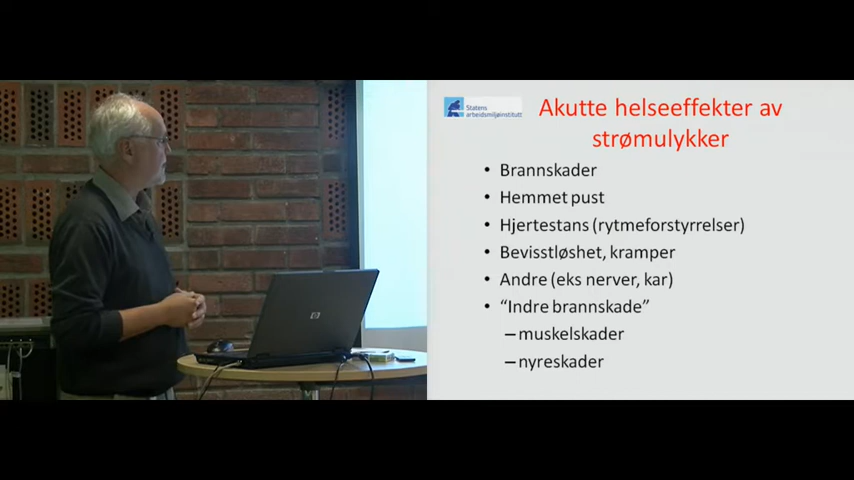 Statens
arbeidsmiljøinstitutt
Akutte helseeffekter av
strømulykker
• Brannskader
• Hemmet pust
• Hjertestans (rytmeforstyrrelser)
• Bevisstløshet, kramper
• Andre (eks nerver, kar)
• “Indre brannskade”
–muskelskader
–nyreskader
hp